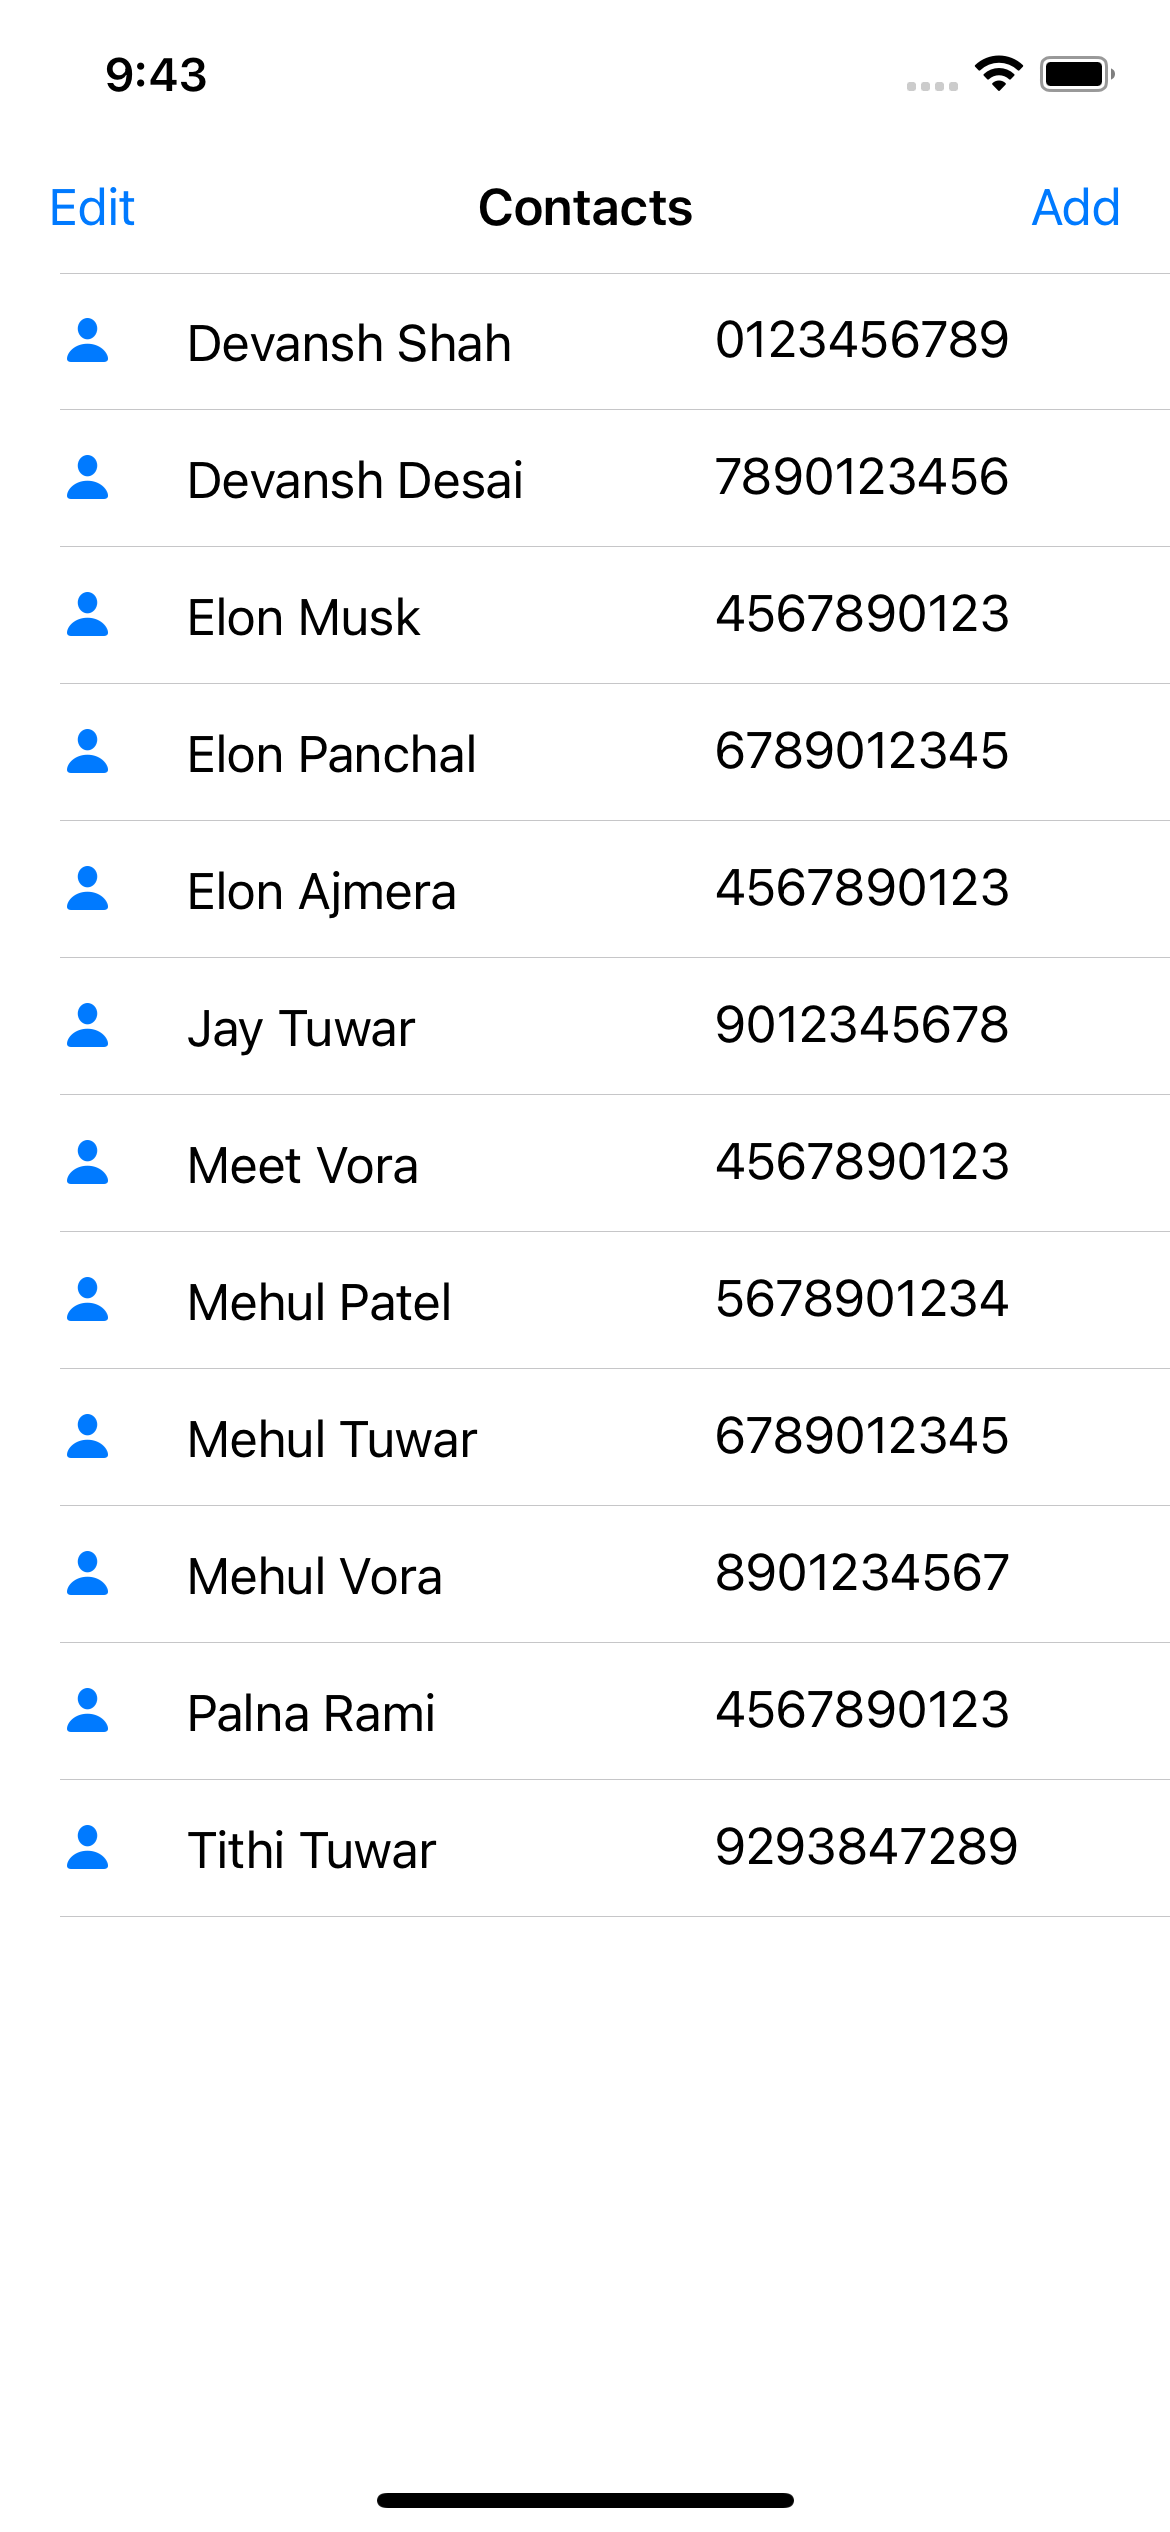 9:43
Edit Contacts Add
Devansh Shah 0123456789
Devansh Desai 7890123456
Elon Musk 4567890123
Elon Panchal 6789012345
Elon Ajmera 4567890123
Jay Tuwar 9012345678
Meet Vora 4567890123
Mehul Patel 5678901234
Mehul Tuwar 6789012345
Mehul Vora 8901234567
Palna Rami 4567890123
Tithi Tuwar 9293847289